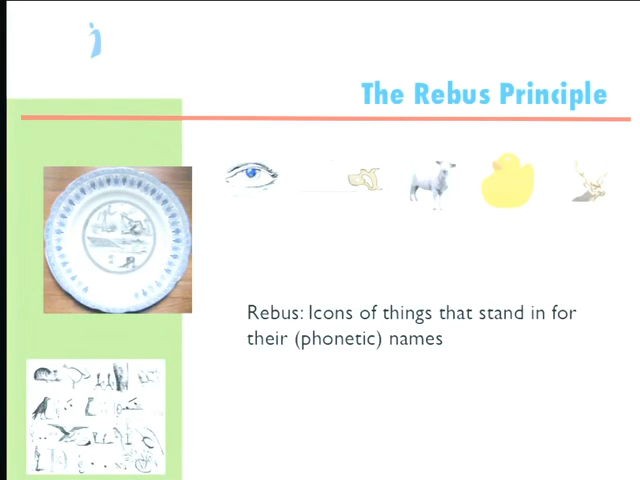 The Rebus Principle
Rebus: Icons of things that stand in for
their (phonetic) names